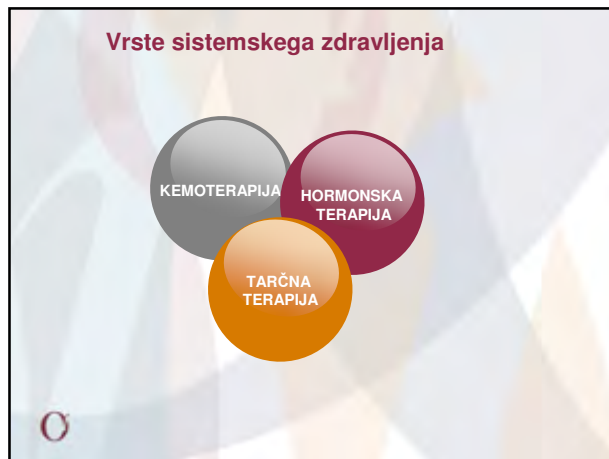 Vrste sistemskega zdravljenja
KEMOTERAPIJA
HORMONSKA
TERAPIJA
TARČNA
TERAPIJA